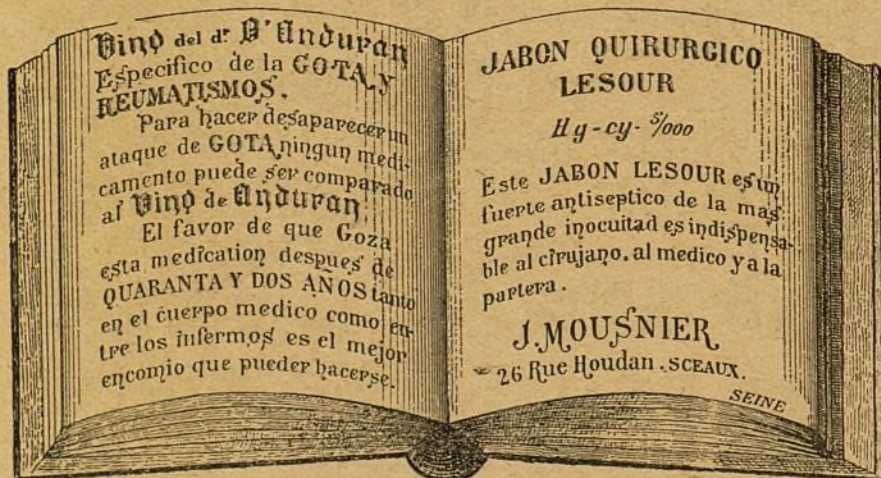 Vino del dr D'Anduran
Especifico de la GOTA y
REUMATISMOS.
Para hacer desaparecer un
ataque de GOTA ningun medi-
camento puede ser comparado
al Vino de Anduran.
El favor de que Goza
esta medication despues de
QUARANTA Y DOS AÑOS tanto
en el cuerpo medico como en-
tre los infermos es el mejor
encomio que pueder hacerse.
JABON QUIRURGICO
LESOUR
Hg-cy- 5/000
Este JABON LESOUR es un
fuerte antiseptico de la mas
grande inocuitad es indispensa-
ble al cirujano. al medico y a la
partera.
J. MOUSNIER
26 Rue Houdan. SCEAUX.
SEINE